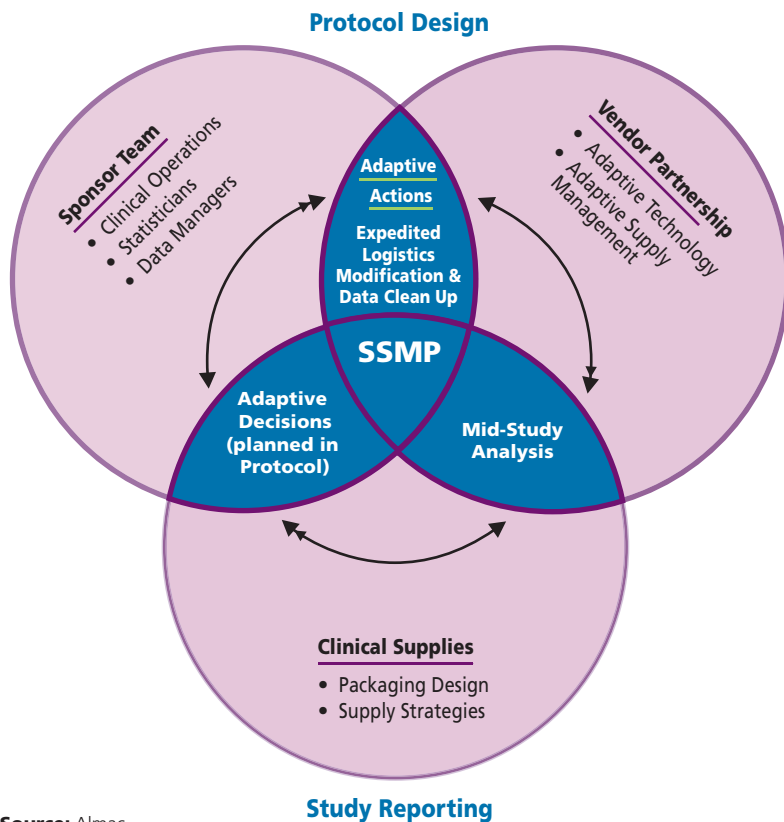 Protocol Design
Sponsor Team
• Clinical Operations
• Statisticians
• Data Managers
Vendor Partnership
• Adaptive Technology
• Adaptive Supply
Management
Adaptive
Actions
Expedited
Logistics
Modification &
Data Clean Up
SSMP
Adaptive
Decisions
(planned in
Protocol)
Mid-Study
Analysis
Clinical Supplies
• Packaging Design
• Supply Strategies
Study Reporting
Source: Almac